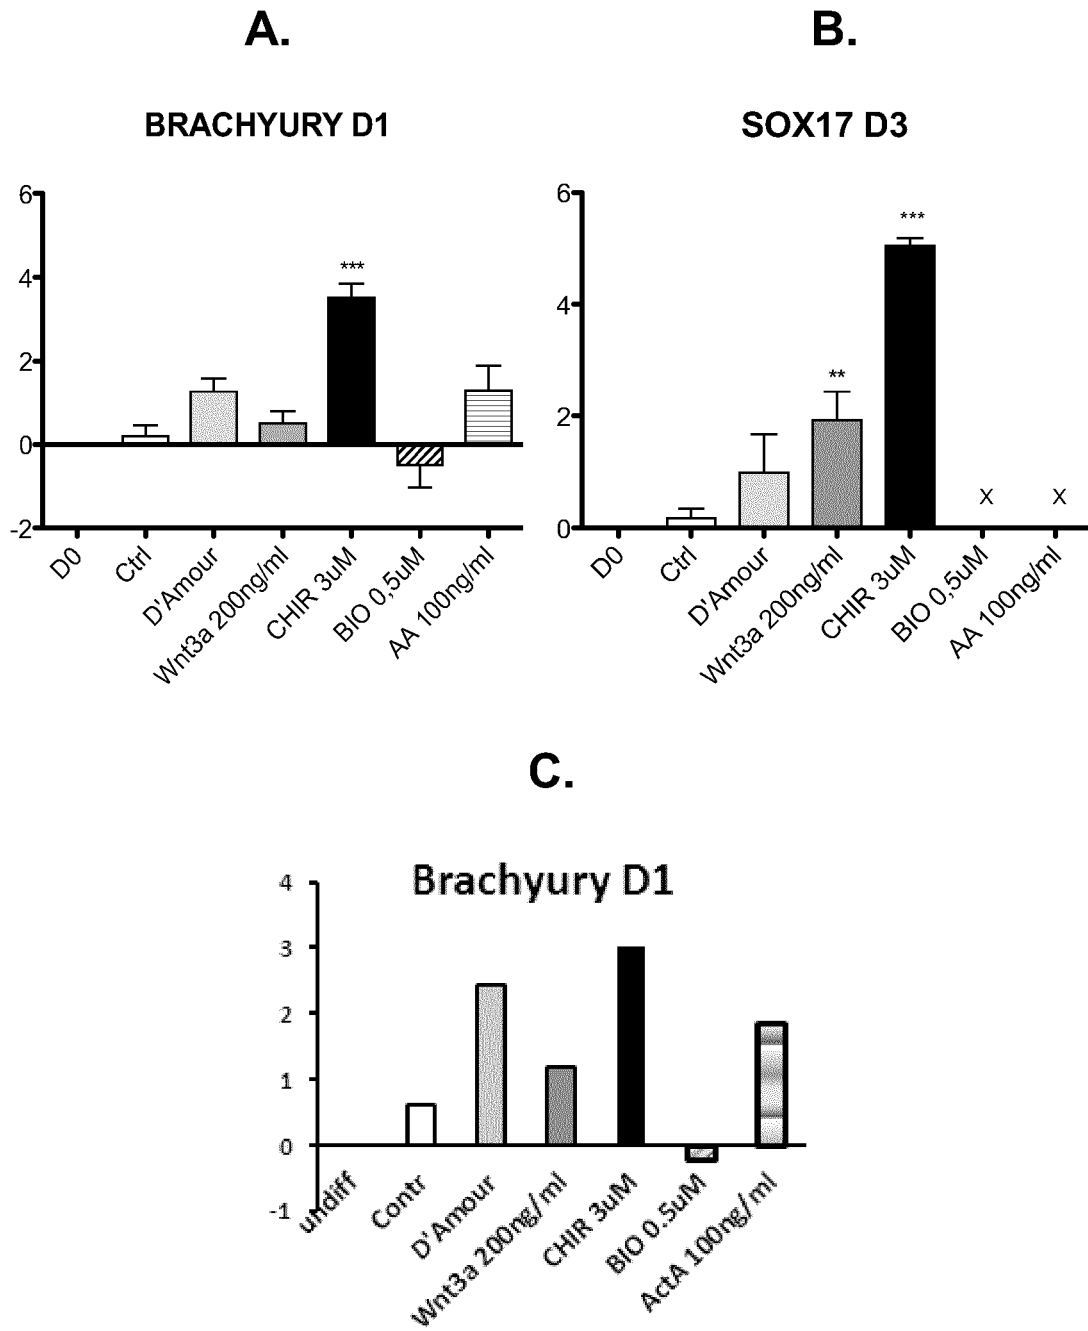 A.
BRACHYURY D1
6
***
4
2
0
-2
D0
Ctrl
D'Amour
Wnt3a 200ng/ml
CHIR 3uM
BIO 0,5uM
AA 100ng/ml
B.
SOX17 D3
6
***
4
**
2
X
X
0
D0
Ctrl
D'Amour
Wnt3a 200ng/ml
CHIR 3uM
BIO 0,5uM
AA 100ng/ml
C.
Brachyury D1
4
3
2
1
0
-1
undiff
Contr
D'Amour
Wnt3a 200ng/ml
CHIR 3uM
BIO 0.5uM
ActA 100ng/ml